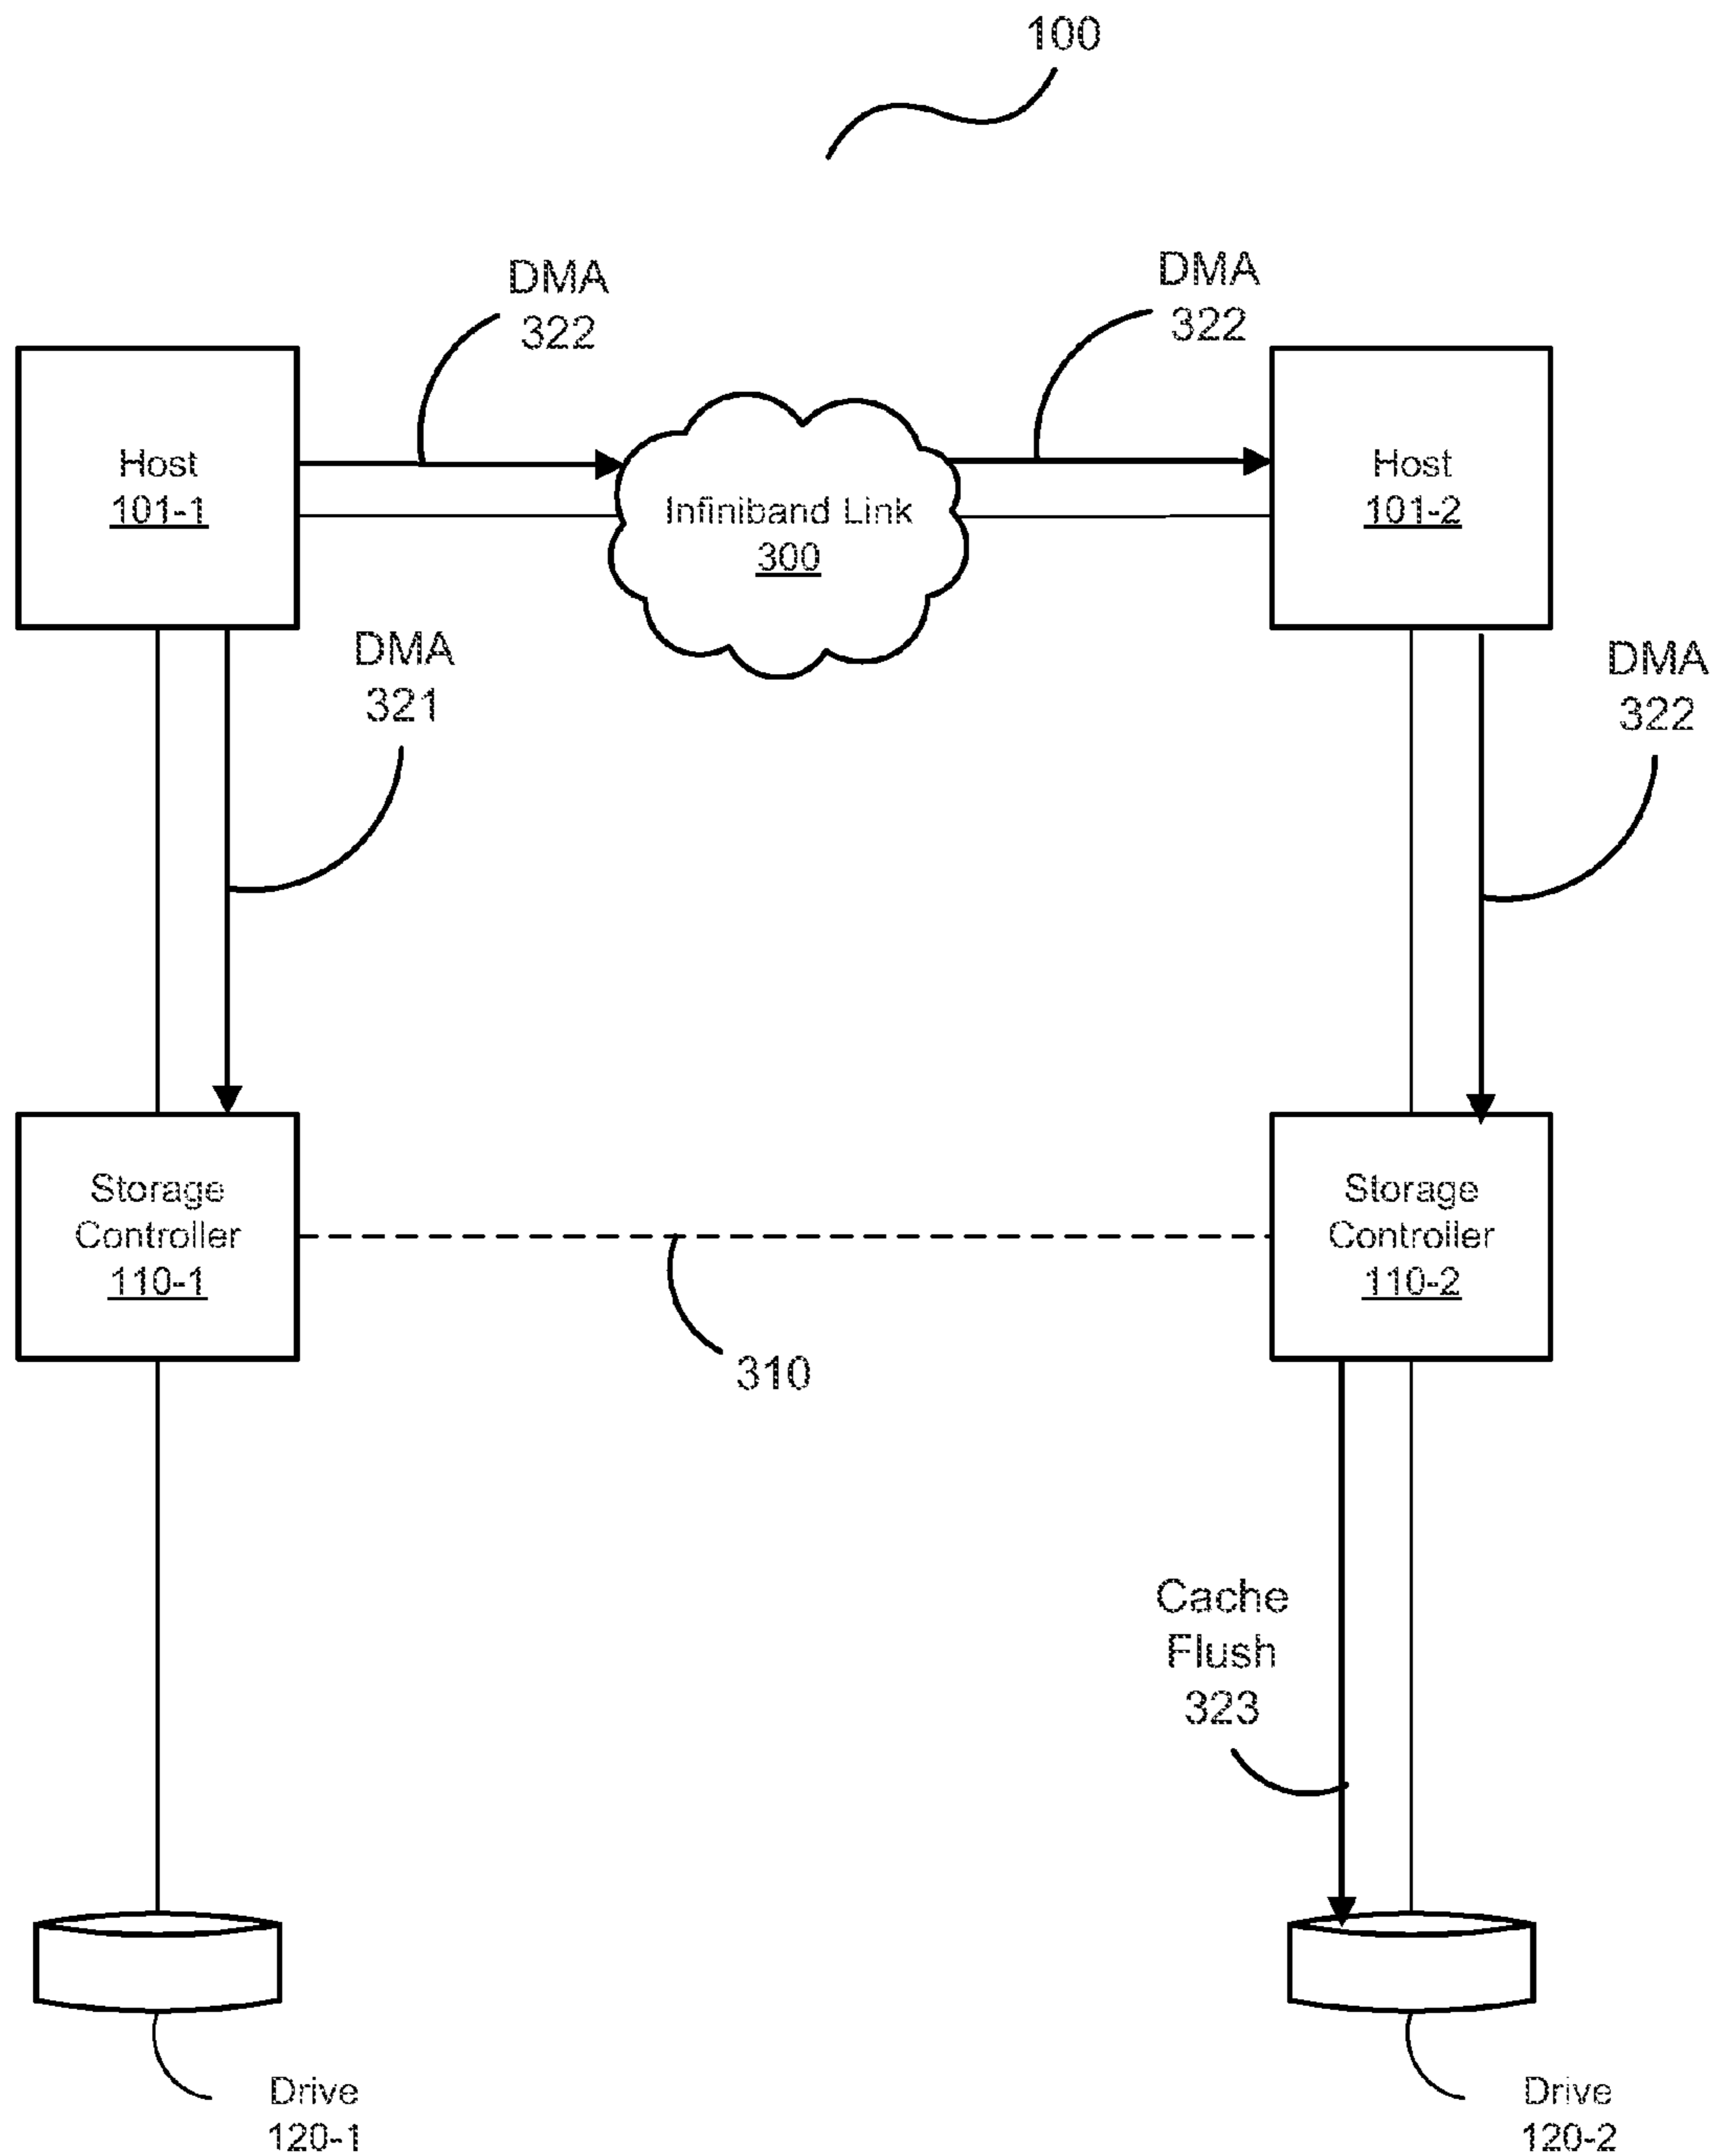 100
DMA
322
DMA
322
Host
101-1
Infiniband Link
300
Host
101-2
DMA
321
DMA
322
Storage
Controller
110-1
Storage
Controller
110-2
310
Cache
Flush
323
Drive
120-1
Drive
120-2